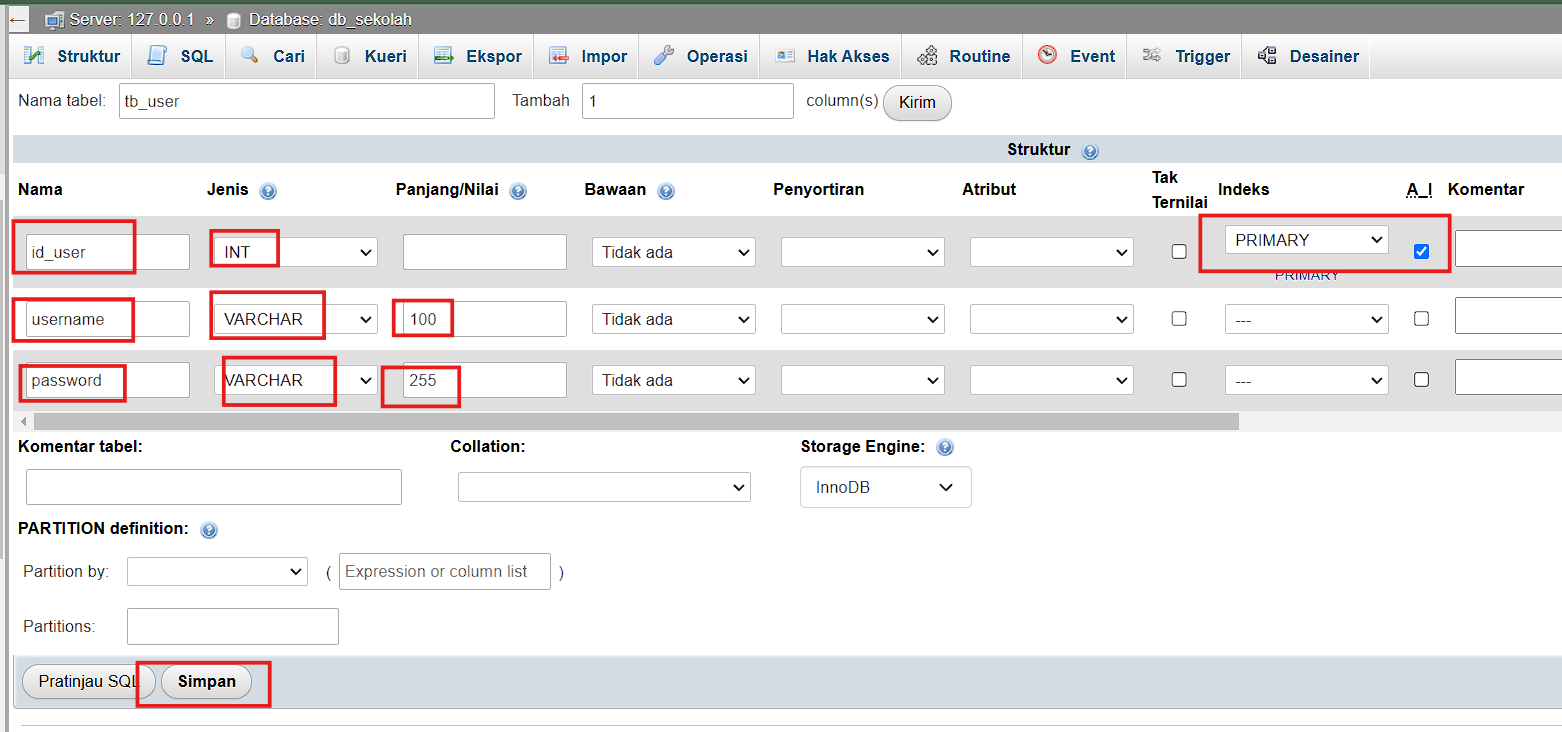 ← Server: 127.0.0.1 » Database: db_sekolah
Struktur SQL Cari Kueri Ekspor Impor Operasi Hak Akses Routine Event Trigger Desainer
Nama tabel: tb_user Tambah 1 column(s) Kirim
Struktur
Nama Jenis Panjang/Nilai Bawaan Penyortiran Atribut Tak Ternilai Indeks A_I Komentar
id_user INT Tidak ada PRIMARY
PRIMARY
username VARCHAR 100 Tidak ada ---
password VARCHAR 255 Tidak ada ---
Komentar tabel: Collation: Storage Engine:
InnoDB
PARTITION definition:
Partition by: ( Expression or column list )
Partitions:
Pratinjau SQL Simpan